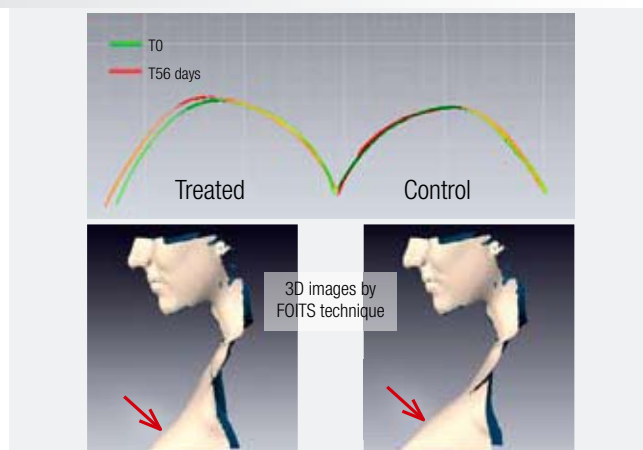 T0
T56 days
Treated
Control
3D images by
FOITS technique